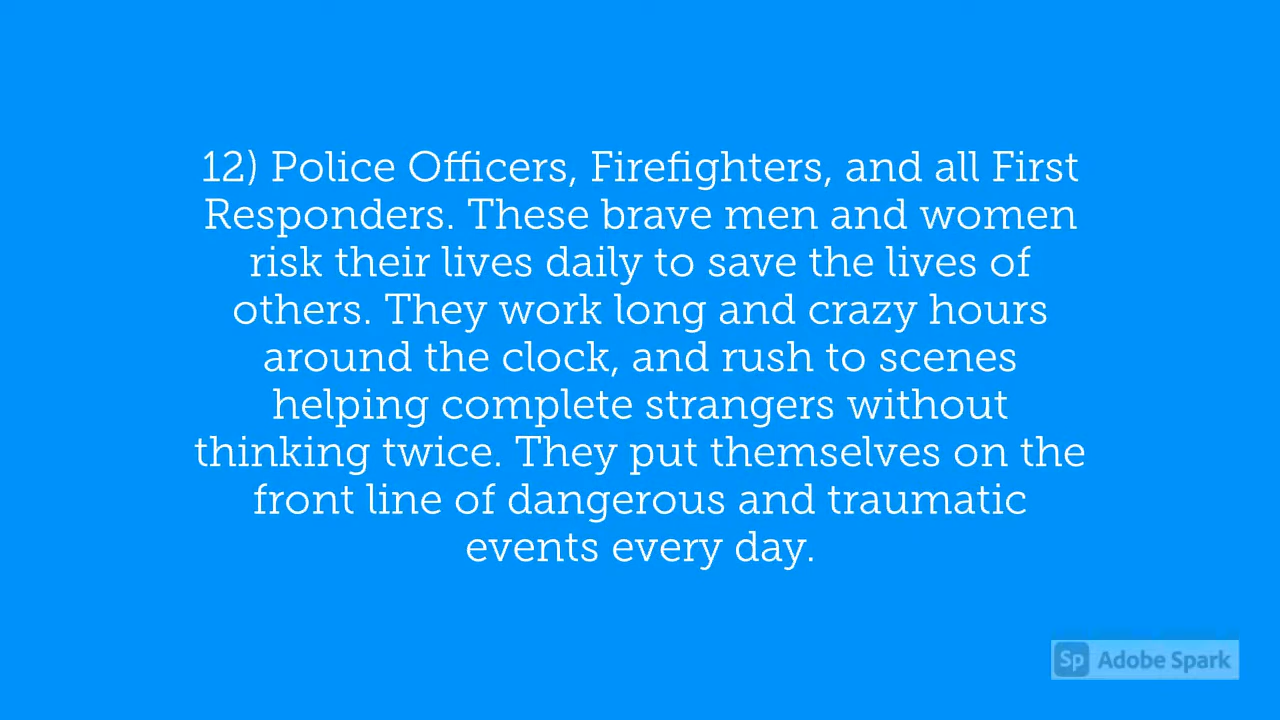 12) Police Officers, Firefighters, and all First
Responders. These brave men and women
risk their lives daily to save the lives of
others. They work long and crazy hours
around the clock, and rush to scenes
helping complete strangers without
thinking twice. They put themselves on the
front line of dangerous and traumatic
events every day.
Sp Adobe Spark